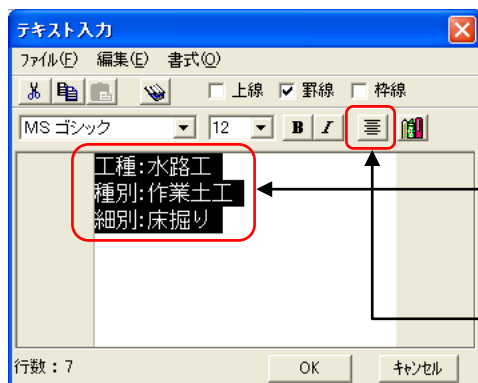 テキスト入力
ファイル(F) 編集(E) 書式(O)
上線 罫線 枠線
MS ゴシック 12 B I
工種:水路工
種別:作業土工
細別:床掘り
行数:7 OK キャンセル